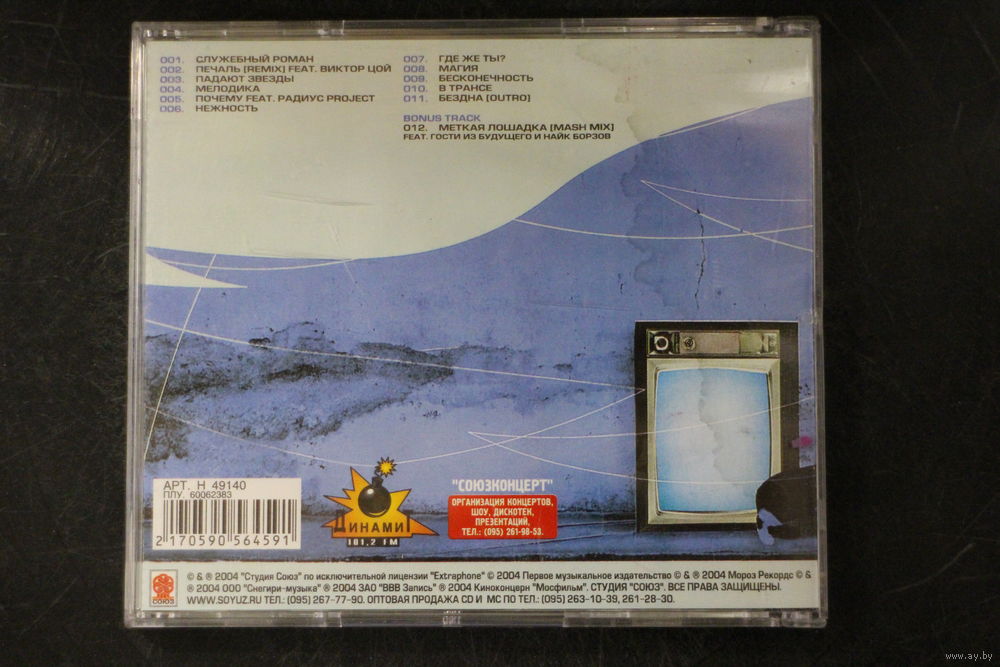 001. СЛУЖЕБНЫЙ РОМАН
002. ПЕЧАЛЬ (REMIX) FEAT. ВИКТОР ЦОЙ
003. ПАДАЮТ ЗВЕЗДЫ
004. МЕЛОДИКА
005. ПОЧЕМУ FEAT. РАДИУС PROJECT
006. НЕЖНОСТЬ
007. ГДЕ ЖЕ ТЫ?
008. МАГИЯ
009. БЕСКОНЕЧНОСТЬ
010. В ТРАНСЕ
011. БЕЗДНА (OUTRO)
BONUS TRACK
012. МЕТКАЯ ЛОШАДКА (MASH MIX)
FEAT. ГОСТИ ИЗ БУДУЩЕГО И НАЙК БОРЗОВ
АРТ. H 49140
ПЛУ. 60062383
2 170590 564591
ДИНАМИТ
101,2 FM
"СОЮЗКОНЦЕРТ"
ОРГАНИЗАЦИЯ КОНЦЕРТОВ,
ШОУ, ДИСКОТЕК,
ПРЕЗЕНТАЦИЙ,
ТЕЛ.: (095) 261-98-53.
СОЮЗ
© & ® 2004 "Студия Союз" по исключительной лицензии "Extraphone" © 2004 Первое музыкальное издательство © & ® 2004 Мороз Рекордс © &
® 2004 ООО "Снегири-музыка" ® 2004 ЗАО "ВВВ Запись" ® 2004 Киноконцерн "Мосфильм". СТУДИЯ "СОЮЗ". ВСЕ ПРАВА ЗАЩИЩЕНЫ.
WWW.SOYUZ.RU ТЕЛ.: (095) 267-77-90. ОПТОВАЯ ПРОДАЖА CD И МС ПО ТЕЛ.: (095) 263-10-39, 261-28-30.
www.ay.by